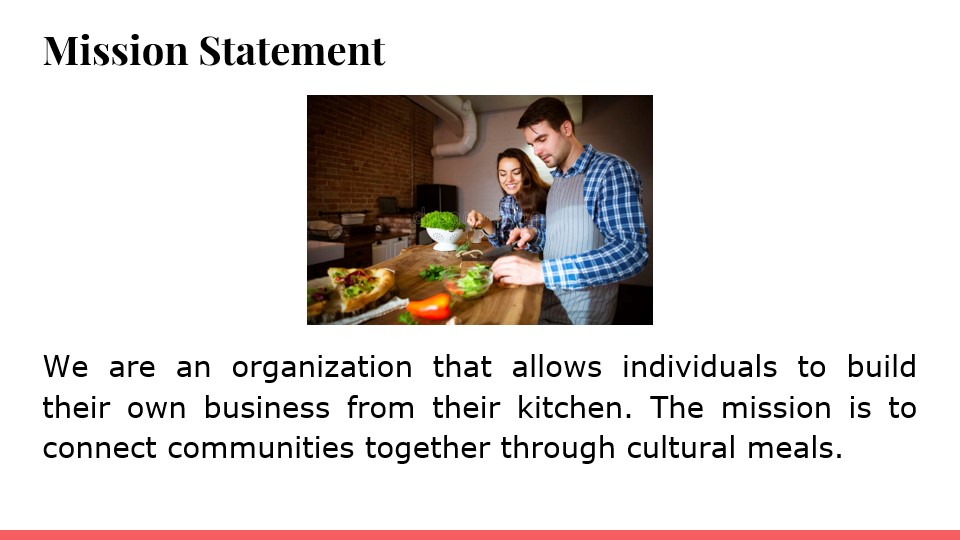 Mission Statement
We are an organization that allows individuals to build
their own business from their kitchen. The mission is to
connect communities together through cultural meals.